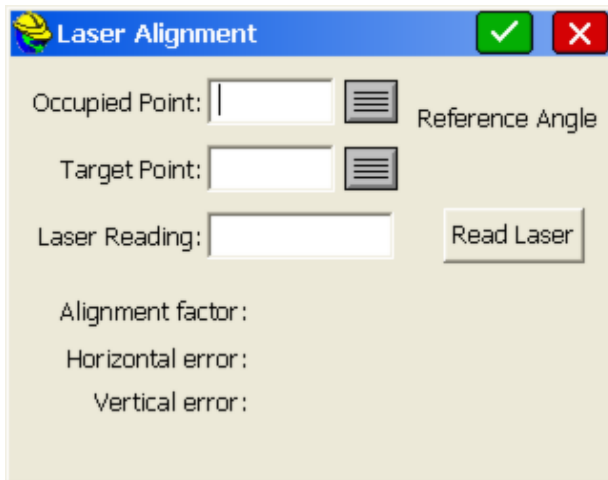 Laser Alignment
Occupied Point:
Reference Angle
Target Point:
Laser Reading:
Read Laser
Alignment factor:
Horizontal error:
Vertical error: